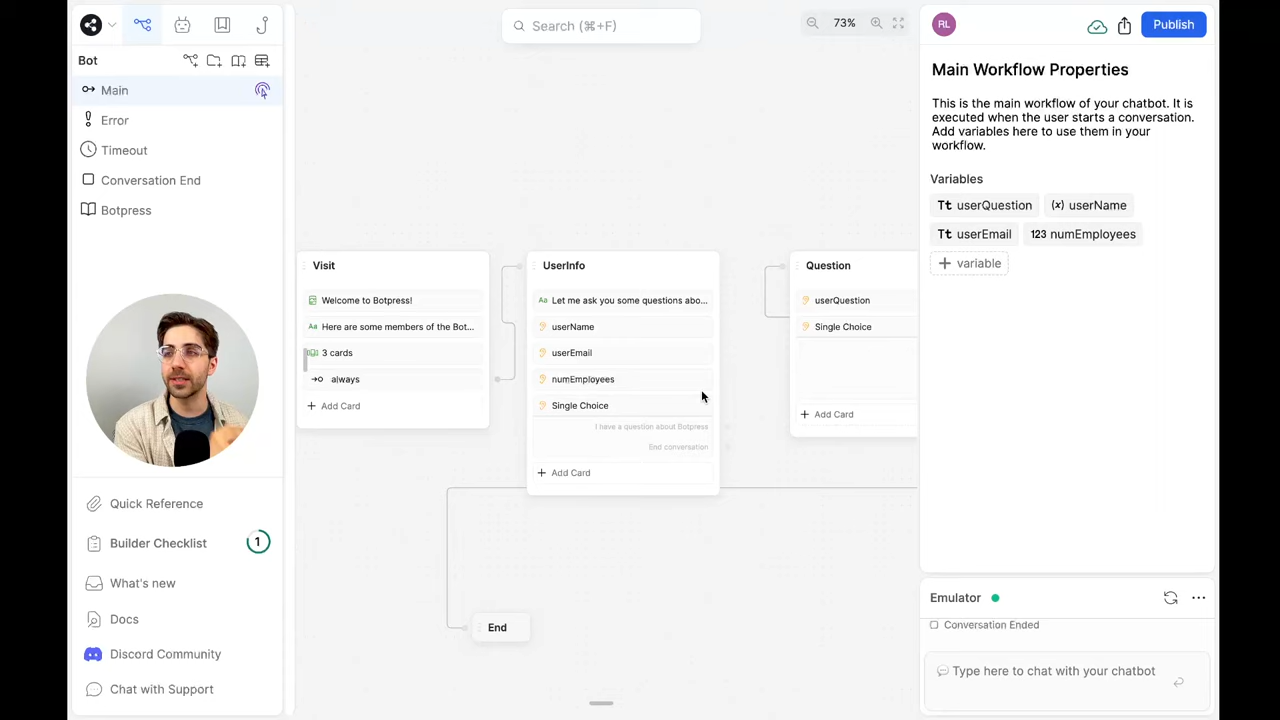 Search (⌘+F)
73%
RL
Publish
Bot
Main
Error
Timeout
Conversation End
Botpress
Quick Reference
Builder Checklist
1
What's new
Docs
Discord Community
Chat with Support
Visit
Welcome to Botpress!
Aa Here are some members of the Bot...
3 cards
always
+ Add Card
UserInfo
Aa Let me ask you some questions abo...
userName
userEmail
numEmployees
Single Choice
I have a question about Botpress
End conversation
+ Add Card
Question
userQuestion
Single Choice
+ Add Card
End
Main Workflow Properties
This is the main workflow of your chatbot. It is
executed when the user starts a conversation.
Add variables here to use them in your
workflow.
Variables
Tt userQuestion (x) userName
Tt userEmail 123 numEmployees
+ variable
Emulator
Conversation Ended
Type here to chat with your chatbot